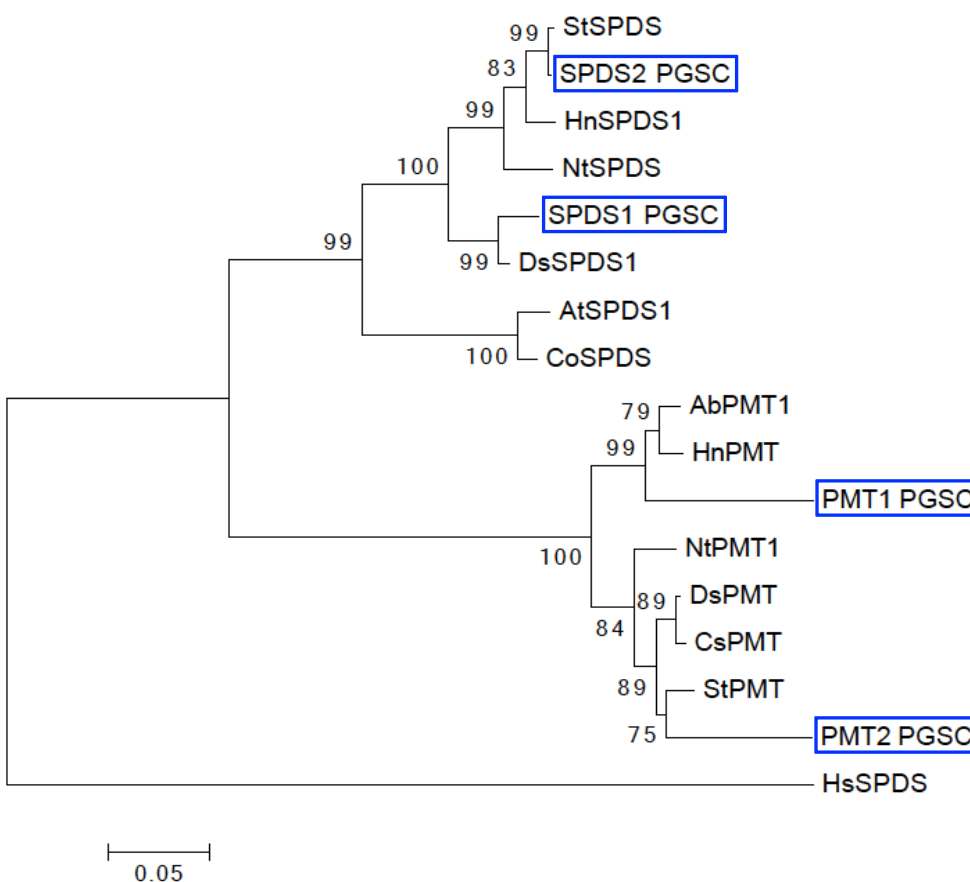 StSPDS
99
SPDS2 PGSC
83
HnSPDS1
99
NtSPDS
100
SPDS1 PGSC
99
99
DsSPDS1
AtSPDS1
100
CoSPDS
AbPMT1
79
HnPMT
99
PMT1 PGSC
NtPMT1
100
DsPMT
89
84
CsPMT
StPMT
89
75
PMT2 PGSC
HsSPDS
0.05